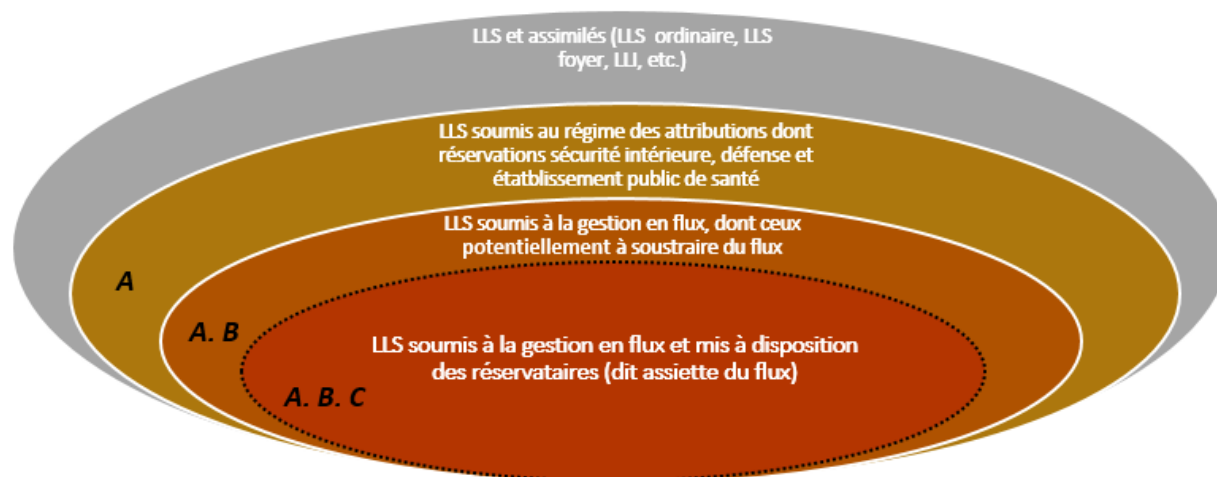 LLS et assimilés (LLS ordinaire, LLS
foyer, LLI, etc.)
LLS soumis au régime des attributions dont
réservations sécurité intérieure, défense et
étatblissement public de santé
LLS soumis à la gestion en flux, dont ceux
potentiellement à soustraire du flux
A
A. B
LLS soumis à la gestion en flux et mis à disposition
des réservataires (dit assiette du flux)
A. B. C